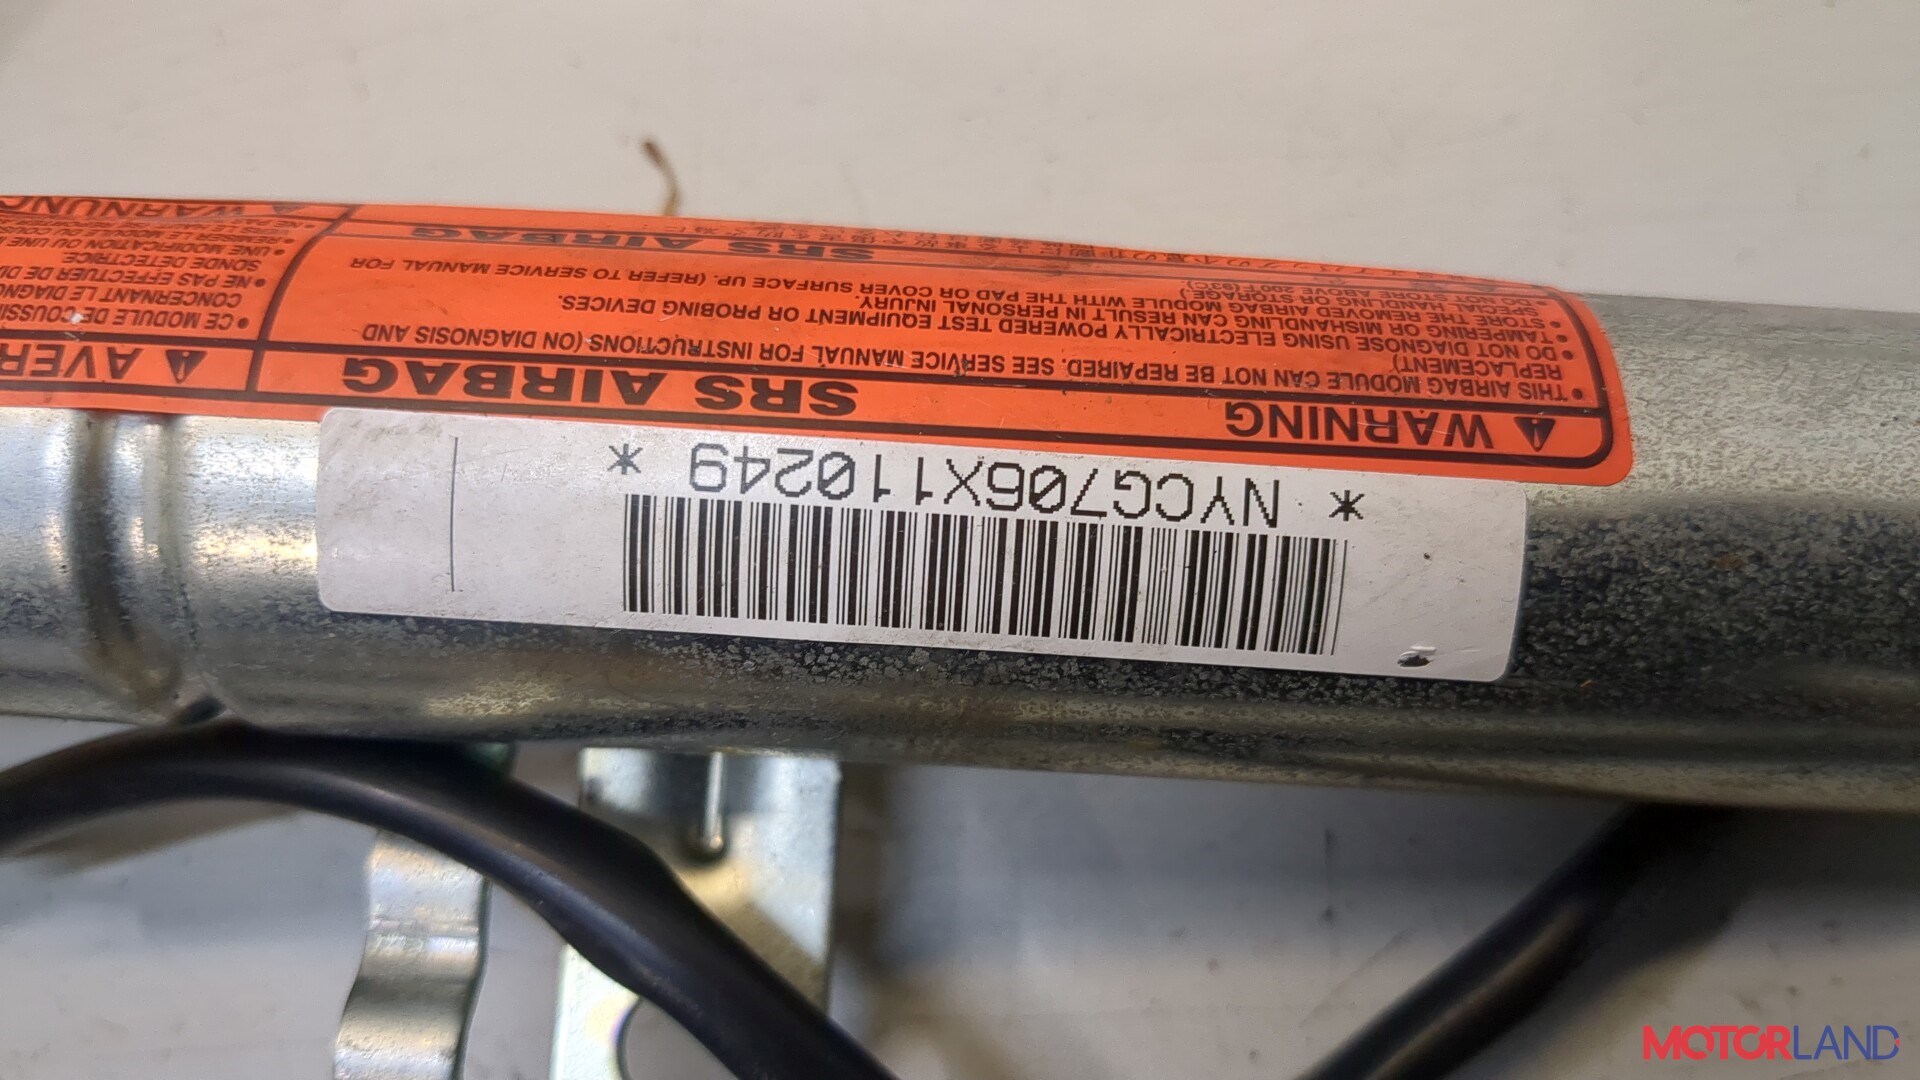 * NYCG706X110249 *
⚠ WARNING SRS AIRBAG
• THIS AIRBAG MODULE CAN NOT BE REPAIRED. SEE SERVICE MANUAL FOR INSTRUCTIONS (ON DIAGNOSIS AND
REPLACEMENT)
• DO NOT DIAGNOSE USING ELECTRICALLY POWERED TEST EQUIPMENT OR PROBING DEVICES.
• TAMPERING OR MISHANDLING CAN RESULT IN PERSONAL INJURY.
• STORE THE REMOVED AIRBAG MODULE WITH THE PAD OR COVER SURFACE UP. (REFER TO SERVICE MANUAL FOR
SPECIAL HANDLING OR STORAGE)
• DO NOT STORE ABOVE 200°F(93°C)
SRS AIRBAG
⚠ AVER
• CE MODULE DE COUSSIN
CONCERNANT LE DIAGNO
• NE PAS EFFECTUER DE DIA
SONDE DETECTRICE.
• UNE MODIFICATION OU UNE
⚠ WARNUNG
MOTORLAND